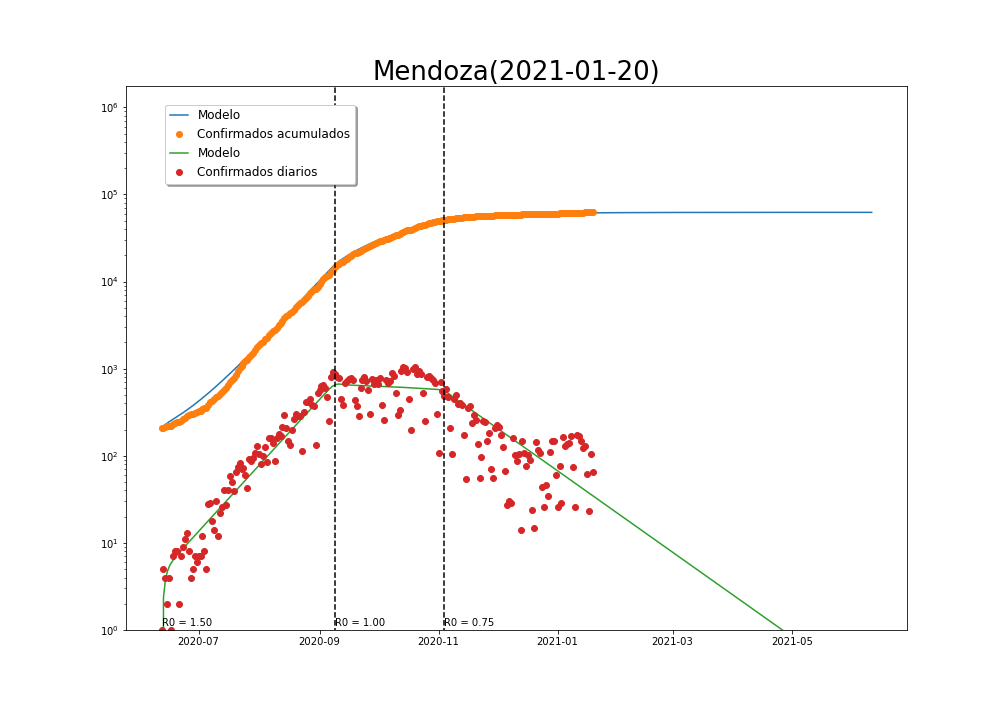 Mendoza(2021-01-20)
Modelo
Confirmados acumulados
Modelo
Confirmados diarios
10⁶
10⁵
10⁴
10³
10²
10¹
10⁰
R0 = 1.50 R0 = 1.00 R0 = 0.75
2020-07 2020-09 2020-11 2021-01 2021-03 2021-05